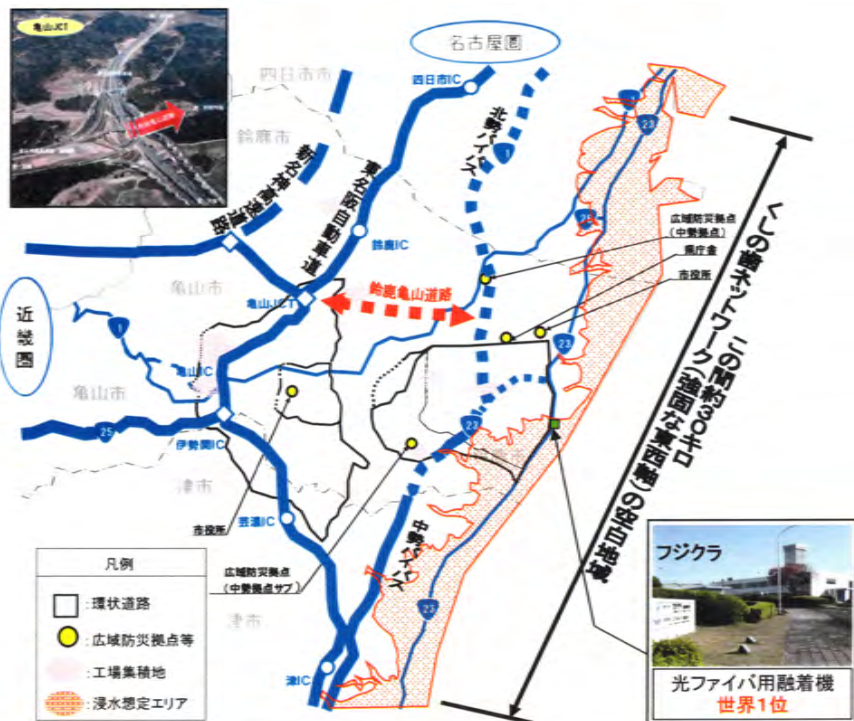 亀山JCT
名古屋圏
四日市市
四日市IC
鈴鹿市
北勢バイパス
1
1
23
新名神高速道路
東名阪自動車道
25
広域防災拠点
(中勢拠点)
県庁舎
市役所
鈴鹿IC
亀山市
鈴鹿亀山道路
亀山JCT
近畿圏
1
亀山IC
亀山市
23
23
25
伊勢関IC
津市
市役所
芸濃IC
広域防災拠点
(中勢拠点サブ)
中勢バイパス
23
津市
津IC
この間約30キロ
くしの歯ネットワーク(強固な東西軸)の空白地域
凡例
:環状道路
:広域防災拠点等
:工場集積地
:浸水想定エリア
フジクラ
光ファイバ用融着機
世界1位